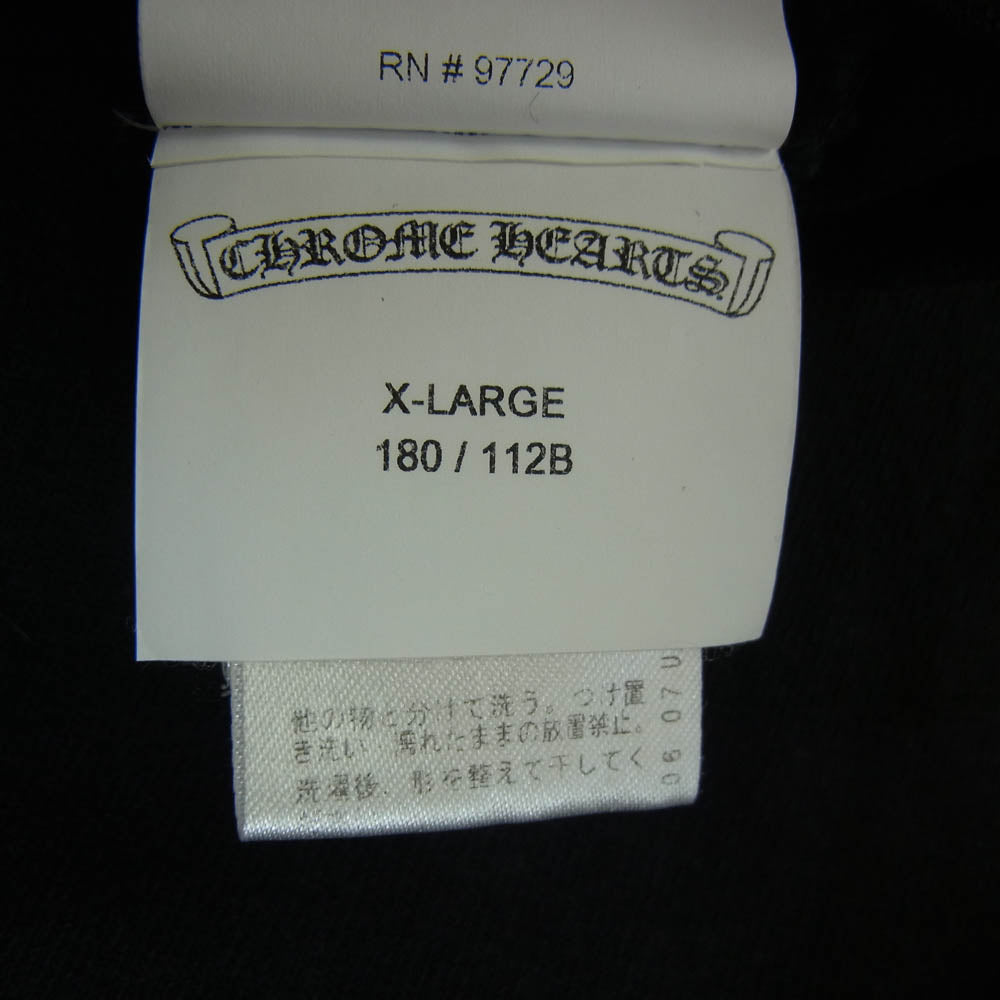 RN # 97729
CHROME HEARTS
X-LARGE
180 / 112B
他の物と分けて洗う。つけ置
き洗い 濡れたままの放置禁止。
洗濯後、形を整えて干してく
06 07 U